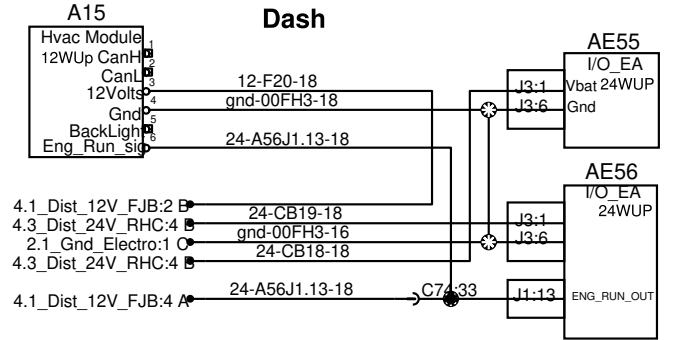 Dash
A15
Hvac Module
12WUp CanH 1
CanL 2
12Volts 3
Gnd 4
BackLight 5
Eng_Run_sig 6
12-F20-18
gnd-00FH3-18
24-A56J1.13-18
AE55
I/O_EA
J3:1 Vbat 24WUP
J3:6 Gnd
AE56
I/O_EA
24WUP
J3:1
J3:6
J1:13 ENG_RUN_OUT
4.1_Dist_12V_FJB:2 B
4.3_Dist_24V_RHC:4 E 24-CB19-18
2.1_Gnd_Electro:1 C gnd-00FH3-16
4.3_Dist_24V_RHC:4 B 24-CB18-18
4.1_Dist_12V_FJB:4 A 24-A56J1.13-18 C74:33